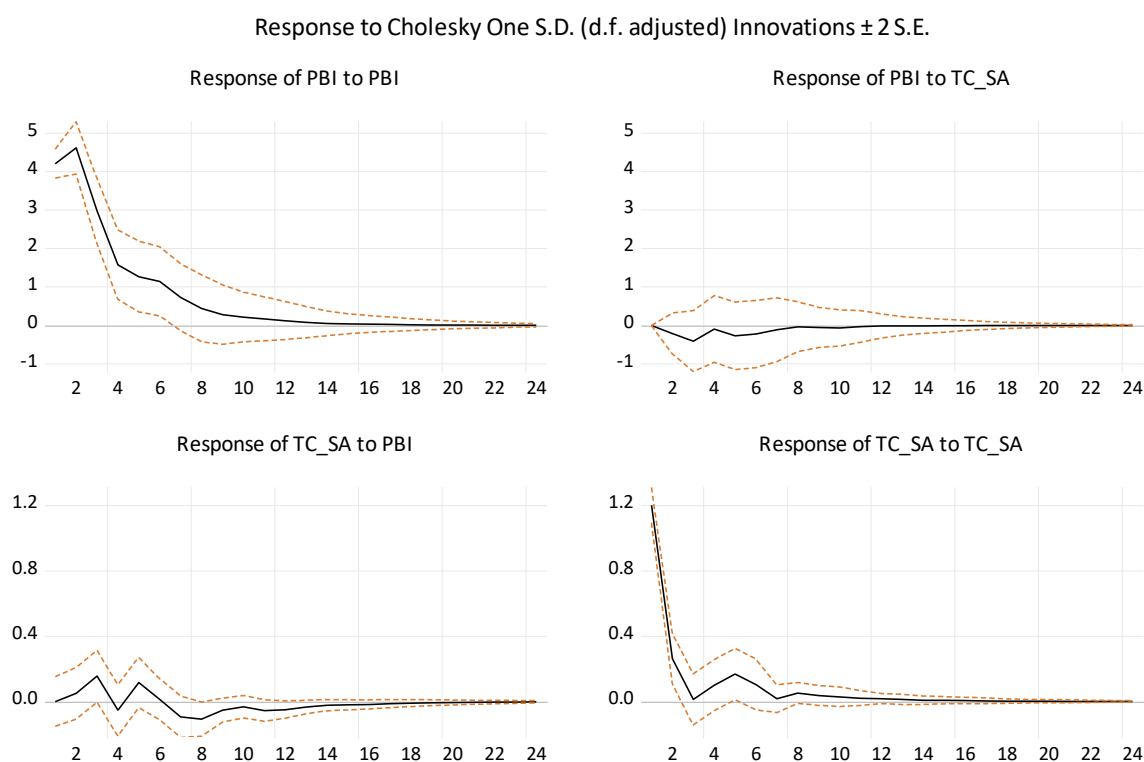 Response to Cholesky One S.D. (d.f. adjusted) Innovations ± 2 S.E.
Response of PBI to PBI
5
4
3
2
1
0
-1
2 4 6 8 10 12 14 16 18 20 22 24
Response of PBI to TC_SA
5
4
3
2
1
0
-1
2 4 6 8 10 12 14 16 18 20 22 24
Response of TC_SA to PBI
1.2
0.8
0.4
0.0
2 4 6 8 10 12 14 16 18 20 22 24
Response of TC_SA to TC_SA
1.2
0.8
0.4
0.0
2 4 6 8 10 12 14 16 18 20 22 24